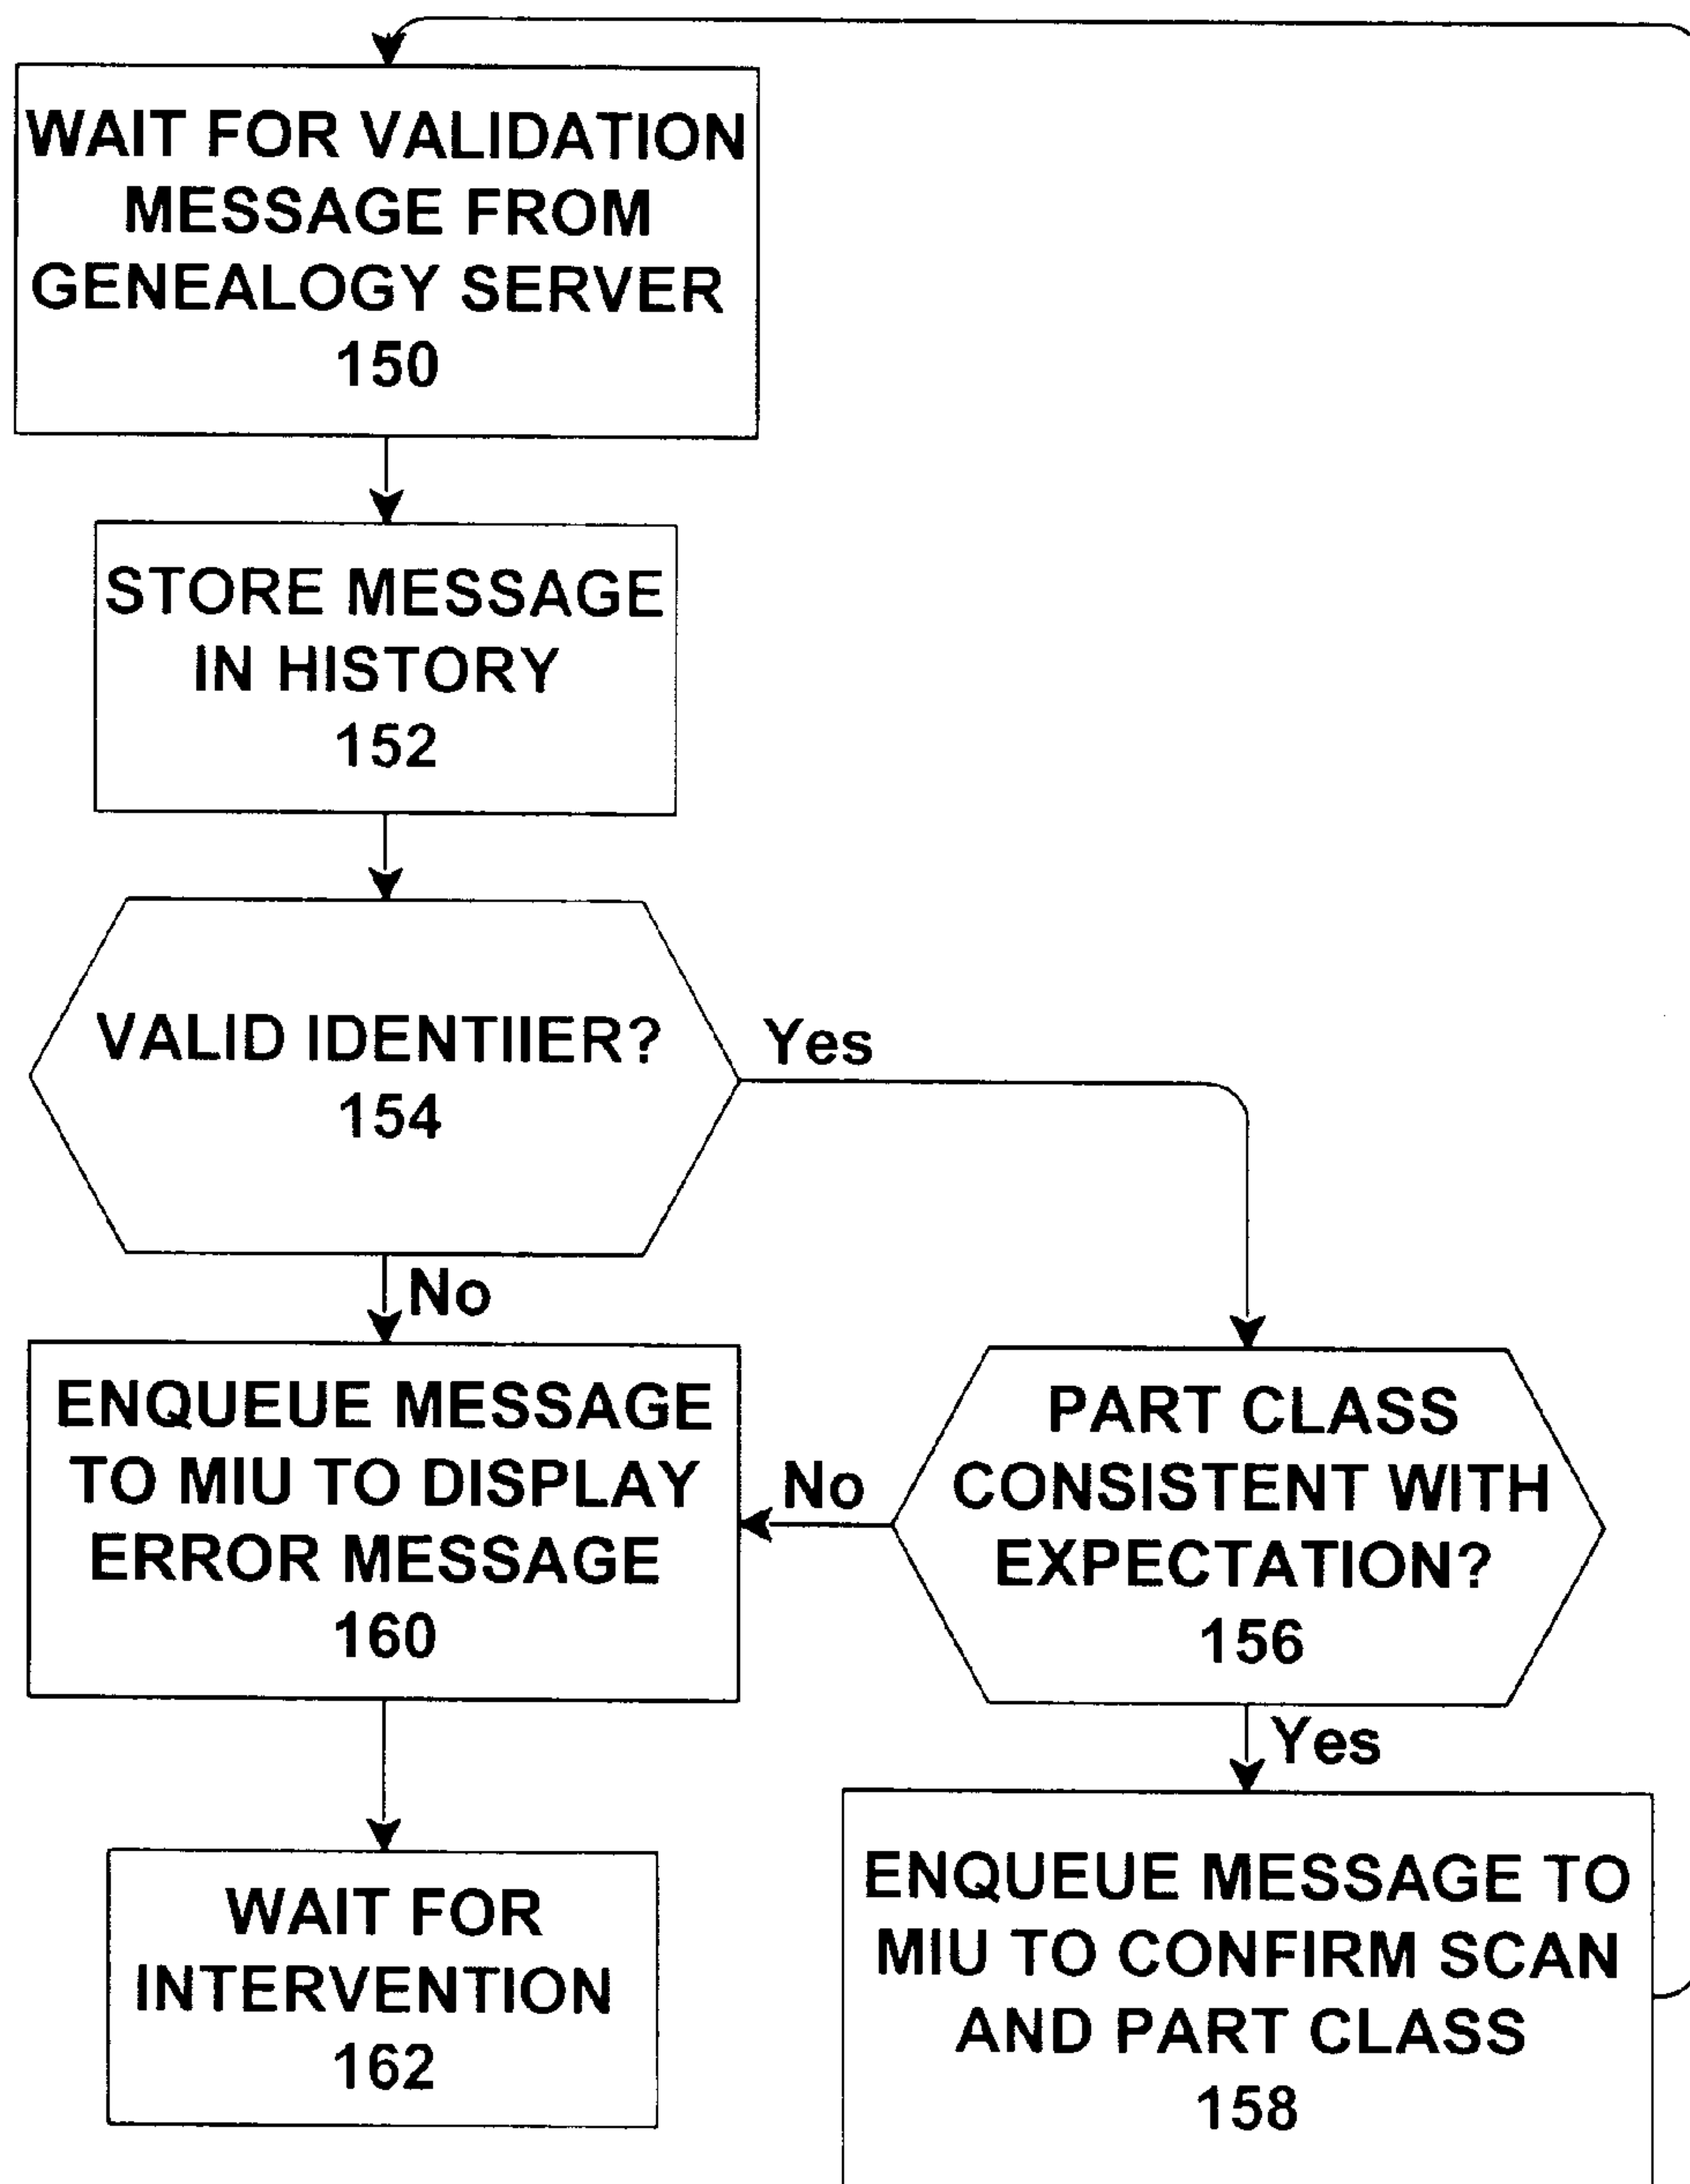 WAIT FOR VALIDATION
MESSAGE FROM
GENEALOGY SERVER
150
STORE MESSAGE
IN HISTORY
152
VALID IDENTIIIER?
154
Yes
No
ENQUEUE MESSAGE
TO MIU TO DISPLAY
ERROR MESSAGE
160
No
PART CLASS
CONSISTENT WITH
EXPECTATION?
156
Yes
WAIT FOR
INTERVENTION
162
ENQUEUE MESSAGE TO
MIU TO CONFIRM SCAN
AND PART CLASS
158